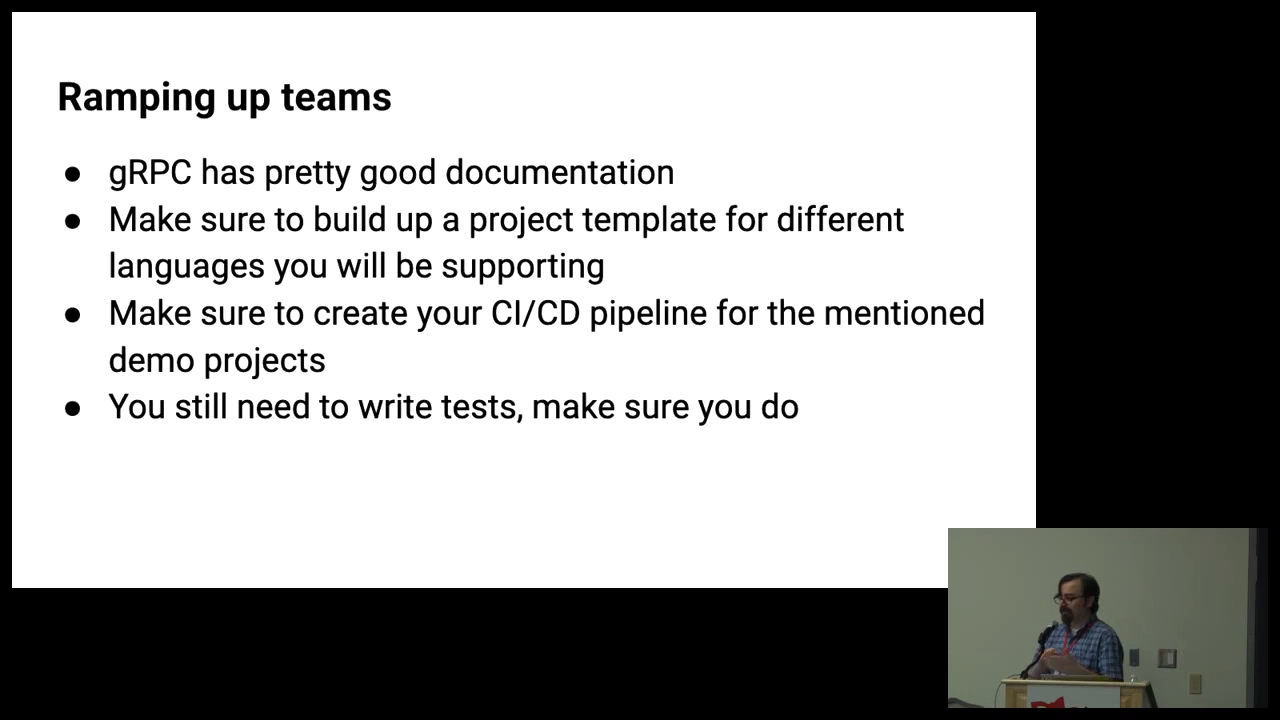 Ramping up teams
● gRPC has pretty good documentation
● Make sure to build up a project template for different
languages you will be supporting
● Make sure to create your CI/CD pipeline for the mentioned
demo projects
● You still need to write tests, make sure you do